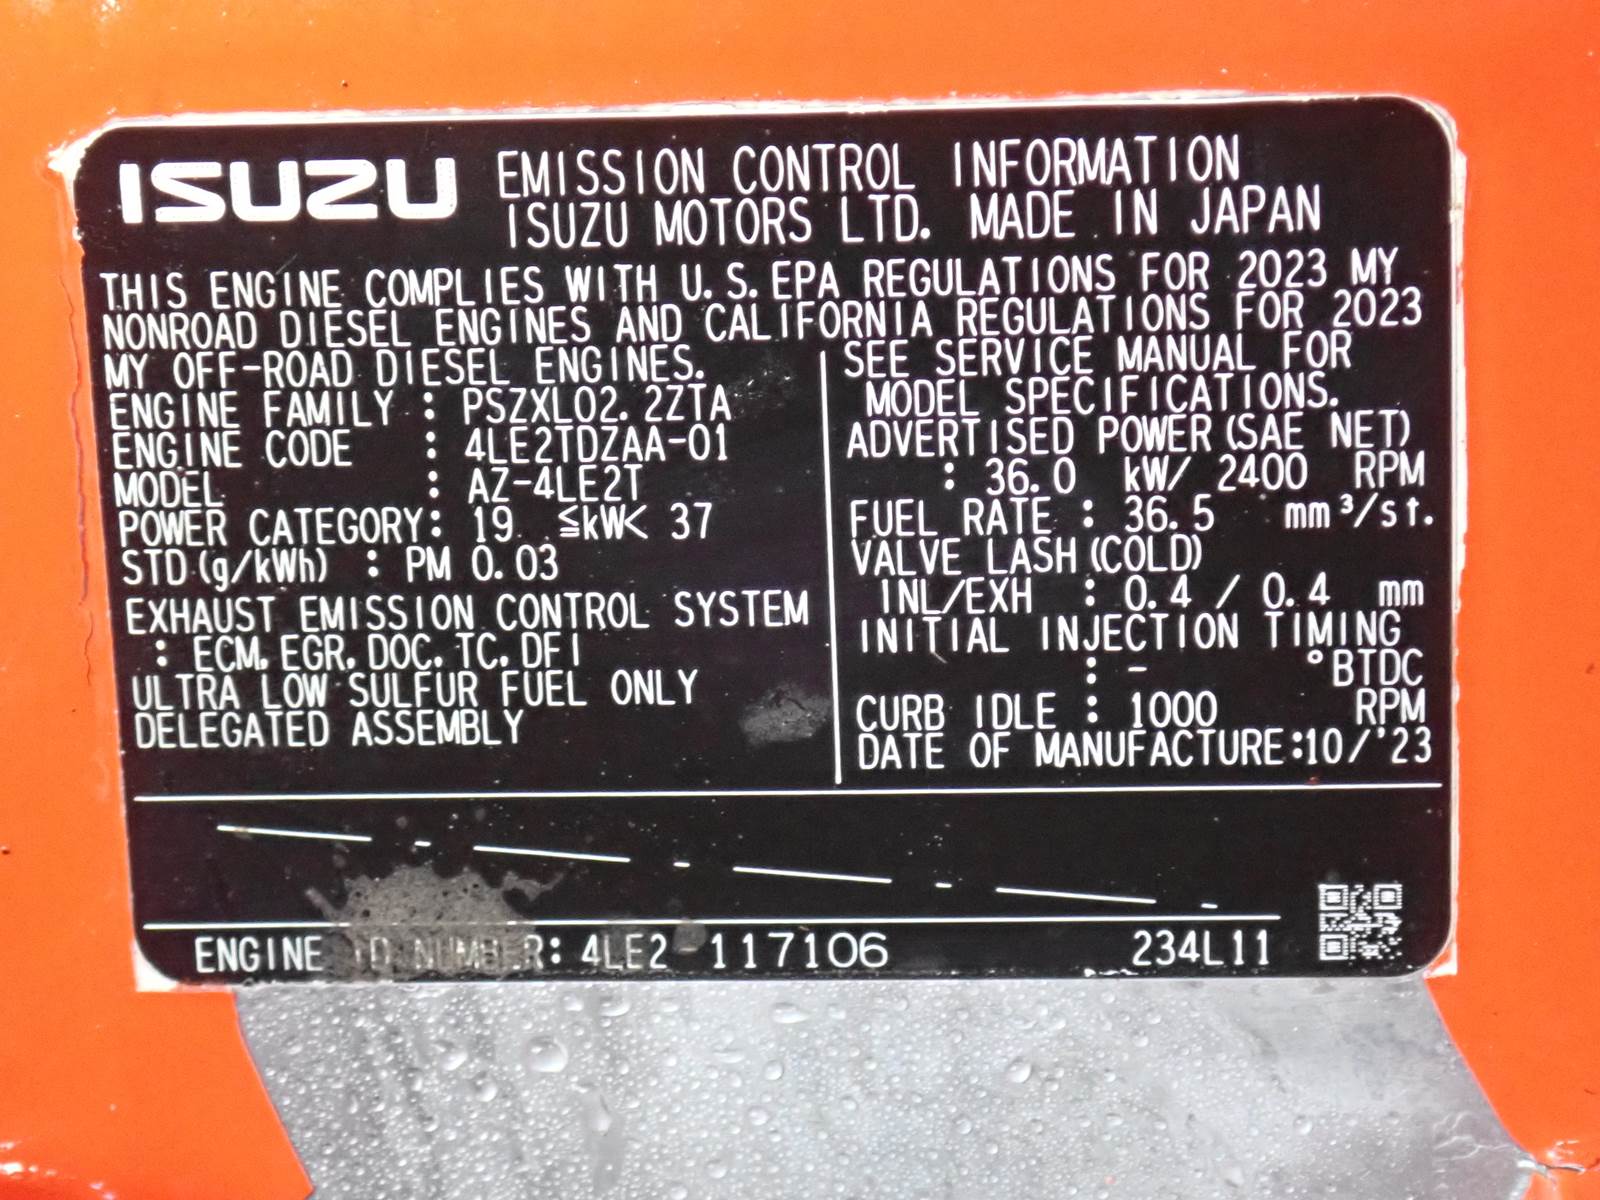 ISUZU EMISSION CONTROL INFORMATION
ISUZU MOTORS LTD. MADE IN JAPAN
THIS ENGINE COMPLIES WITH U.S.EPA REGULATIONS FOR 2023 MY
NONROAD DIESEL ENGINES AND CALIFORNIA REGULATIONS FOR 2023
MY OFF-ROAD DIESEL ENGINES.
ENGINE FAMILY : PSZXL02.2ZTA
ENGINE CODE : 4LE2TDZAA-01
MODEL : AZ-4LE2T
POWER CATEGORY: 19 ≦kW< 37
STD(g/kWh) : PM 0.03
EXHAUST EMISSION CONTROL SYSTEM
: ECM, EGR, DOC, TC, DFI
ULTRA LOW SULFUR FUEL ONLY
DELEGATED ASSEMBLY
SEE SERVICE MANUAL FOR
MODEL SPECIFICATIONS.
ADVERTISED POWER(SAE NET)
: 36.0 kW/ 2400 RPM
FUEL RATE : 36.5 mm³/st.
VALVE LASH(COLD)
INL/EXH : 0.4 / 0.4 mm
INITIAL INJECTION TIMING
: - °BTDC
CURB IDLE : 1000 RPM
DATE OF MANUFACTURE:10/'23
ENGINE ID NUMBER: 4LE2 117106 234L11